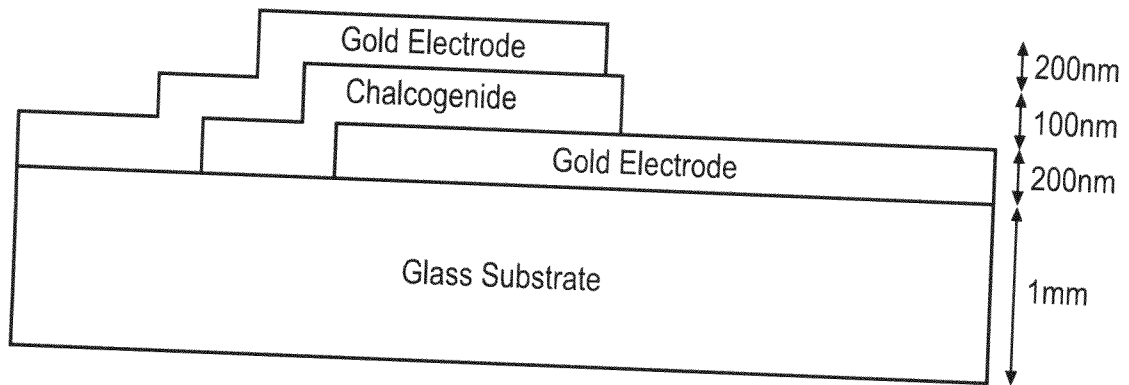 Gold Electrode
200nm
Chalcogenide
100nm
Gold Electrode
200nm
Glass Substrate
1mm